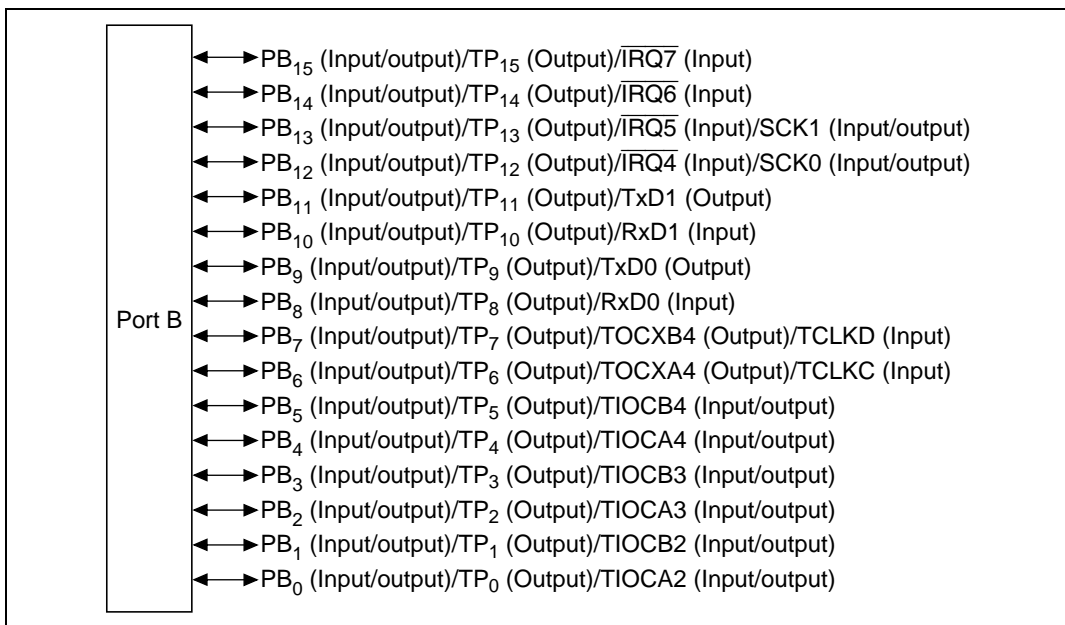 PB15 (Input/output)/TP15 (Output)/I̅R̅Q̅7̅ (Input)
PB14 (Input/output)/TP14 (Output)/I̅R̅Q̅6̅ (Input)
PB13 (Input/output)/TP13 (Output)/I̅R̅Q̅5̅ (Input)/SCK1 (Input/output)
PB12 (Input/output)/TP12 (Output)/I̅R̅Q̅4̅ (Input)/SCK0 (Input/output)
PB11 (Input/output)/TP11 (Output)/TxD1 (Output)
PB10 (Input/output)/TP10 (Output)/RxD1 (Input)
PB9 (Input/output)/TP9 (Output)/TxD0 (Output)
PB8 (Input/output)/TP8 (Output)/RxD0 (Input)
Port B
PB7 (Input/output)/TP7 (Output)/TOCXB4 (Output)/TCLKD (Input)
PB6 (Input/output)/TP6 (Output)/TOCXA4 (Output)/TCLKC (Input)
PB5 (Input/output)/TP5 (Output)/TIOCB4 (Input/output)
PB4 (Input/output)/TP4 (Output)/TIOCA4 (Input/output)
PB3 (Input/output)/TP3 (Output)/TIOCB3 (Input/output)
PB2 (Input/output)/TP2 (Output)/TIOCA3 (Input/output)
PB1 (Input/output)/TP1 (Output)/TIOCB2 (Input/output)
PB0 (Input/output)/TP0 (Output)/TIOCA2 (Input/output)